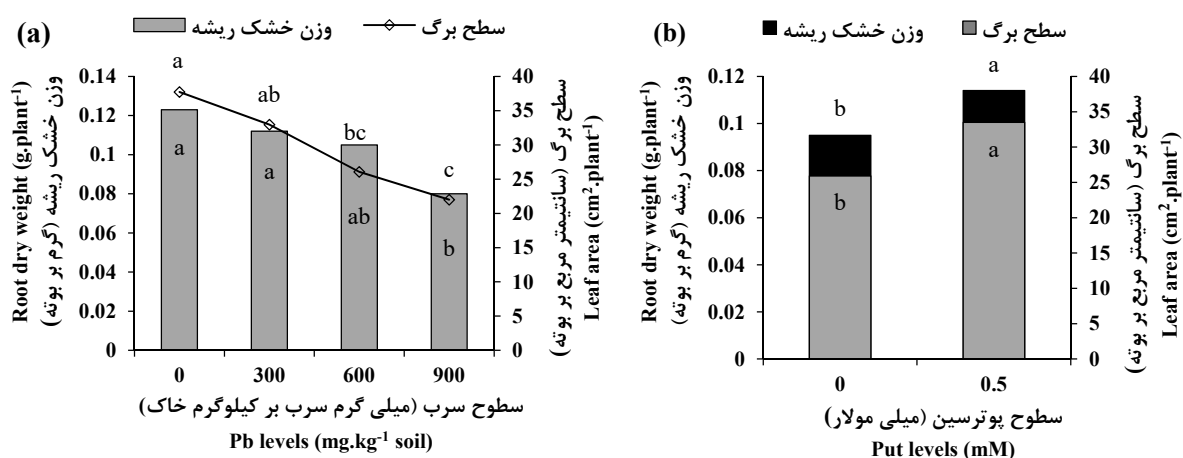 (a)
وزن خشک ریشه
سطح برگ
a
ab
bc
c
a
a
ab
b
0.14
0.12
0.1
0.08
0.06
0.04
0.02
0
40
35
30
25
20
15
10
5
0
0 300 600 900
Root dry weight (g.plant-1)
وزن خشک ریشه (گرم بر بوته)
سطح برگ (سانتیمتر مربع بر بوته)
Leaf area (cm2.plant-1)
سطوح سرب (میلی گرم سرب بر کیلوگرم خاک)
Pb levels (mg.kg-1 soil)
(b)
وزن خشک ریشه
سطح برگ
b
a
b
a
0.12
0.1
0.08
0.06
0.04
0.02
0
40
35
30
25
20
15
10
5
0
0 0.5
Root dry weight (g.plant-1)
وزن خشک ریشه (گرم بر بوته)
سطح برگ (سانتیمتر مربع بر بوته)
Leaf area (cm2.plant-1)
سطوح پوترسین (میلی مولار)
Put levels (mM)